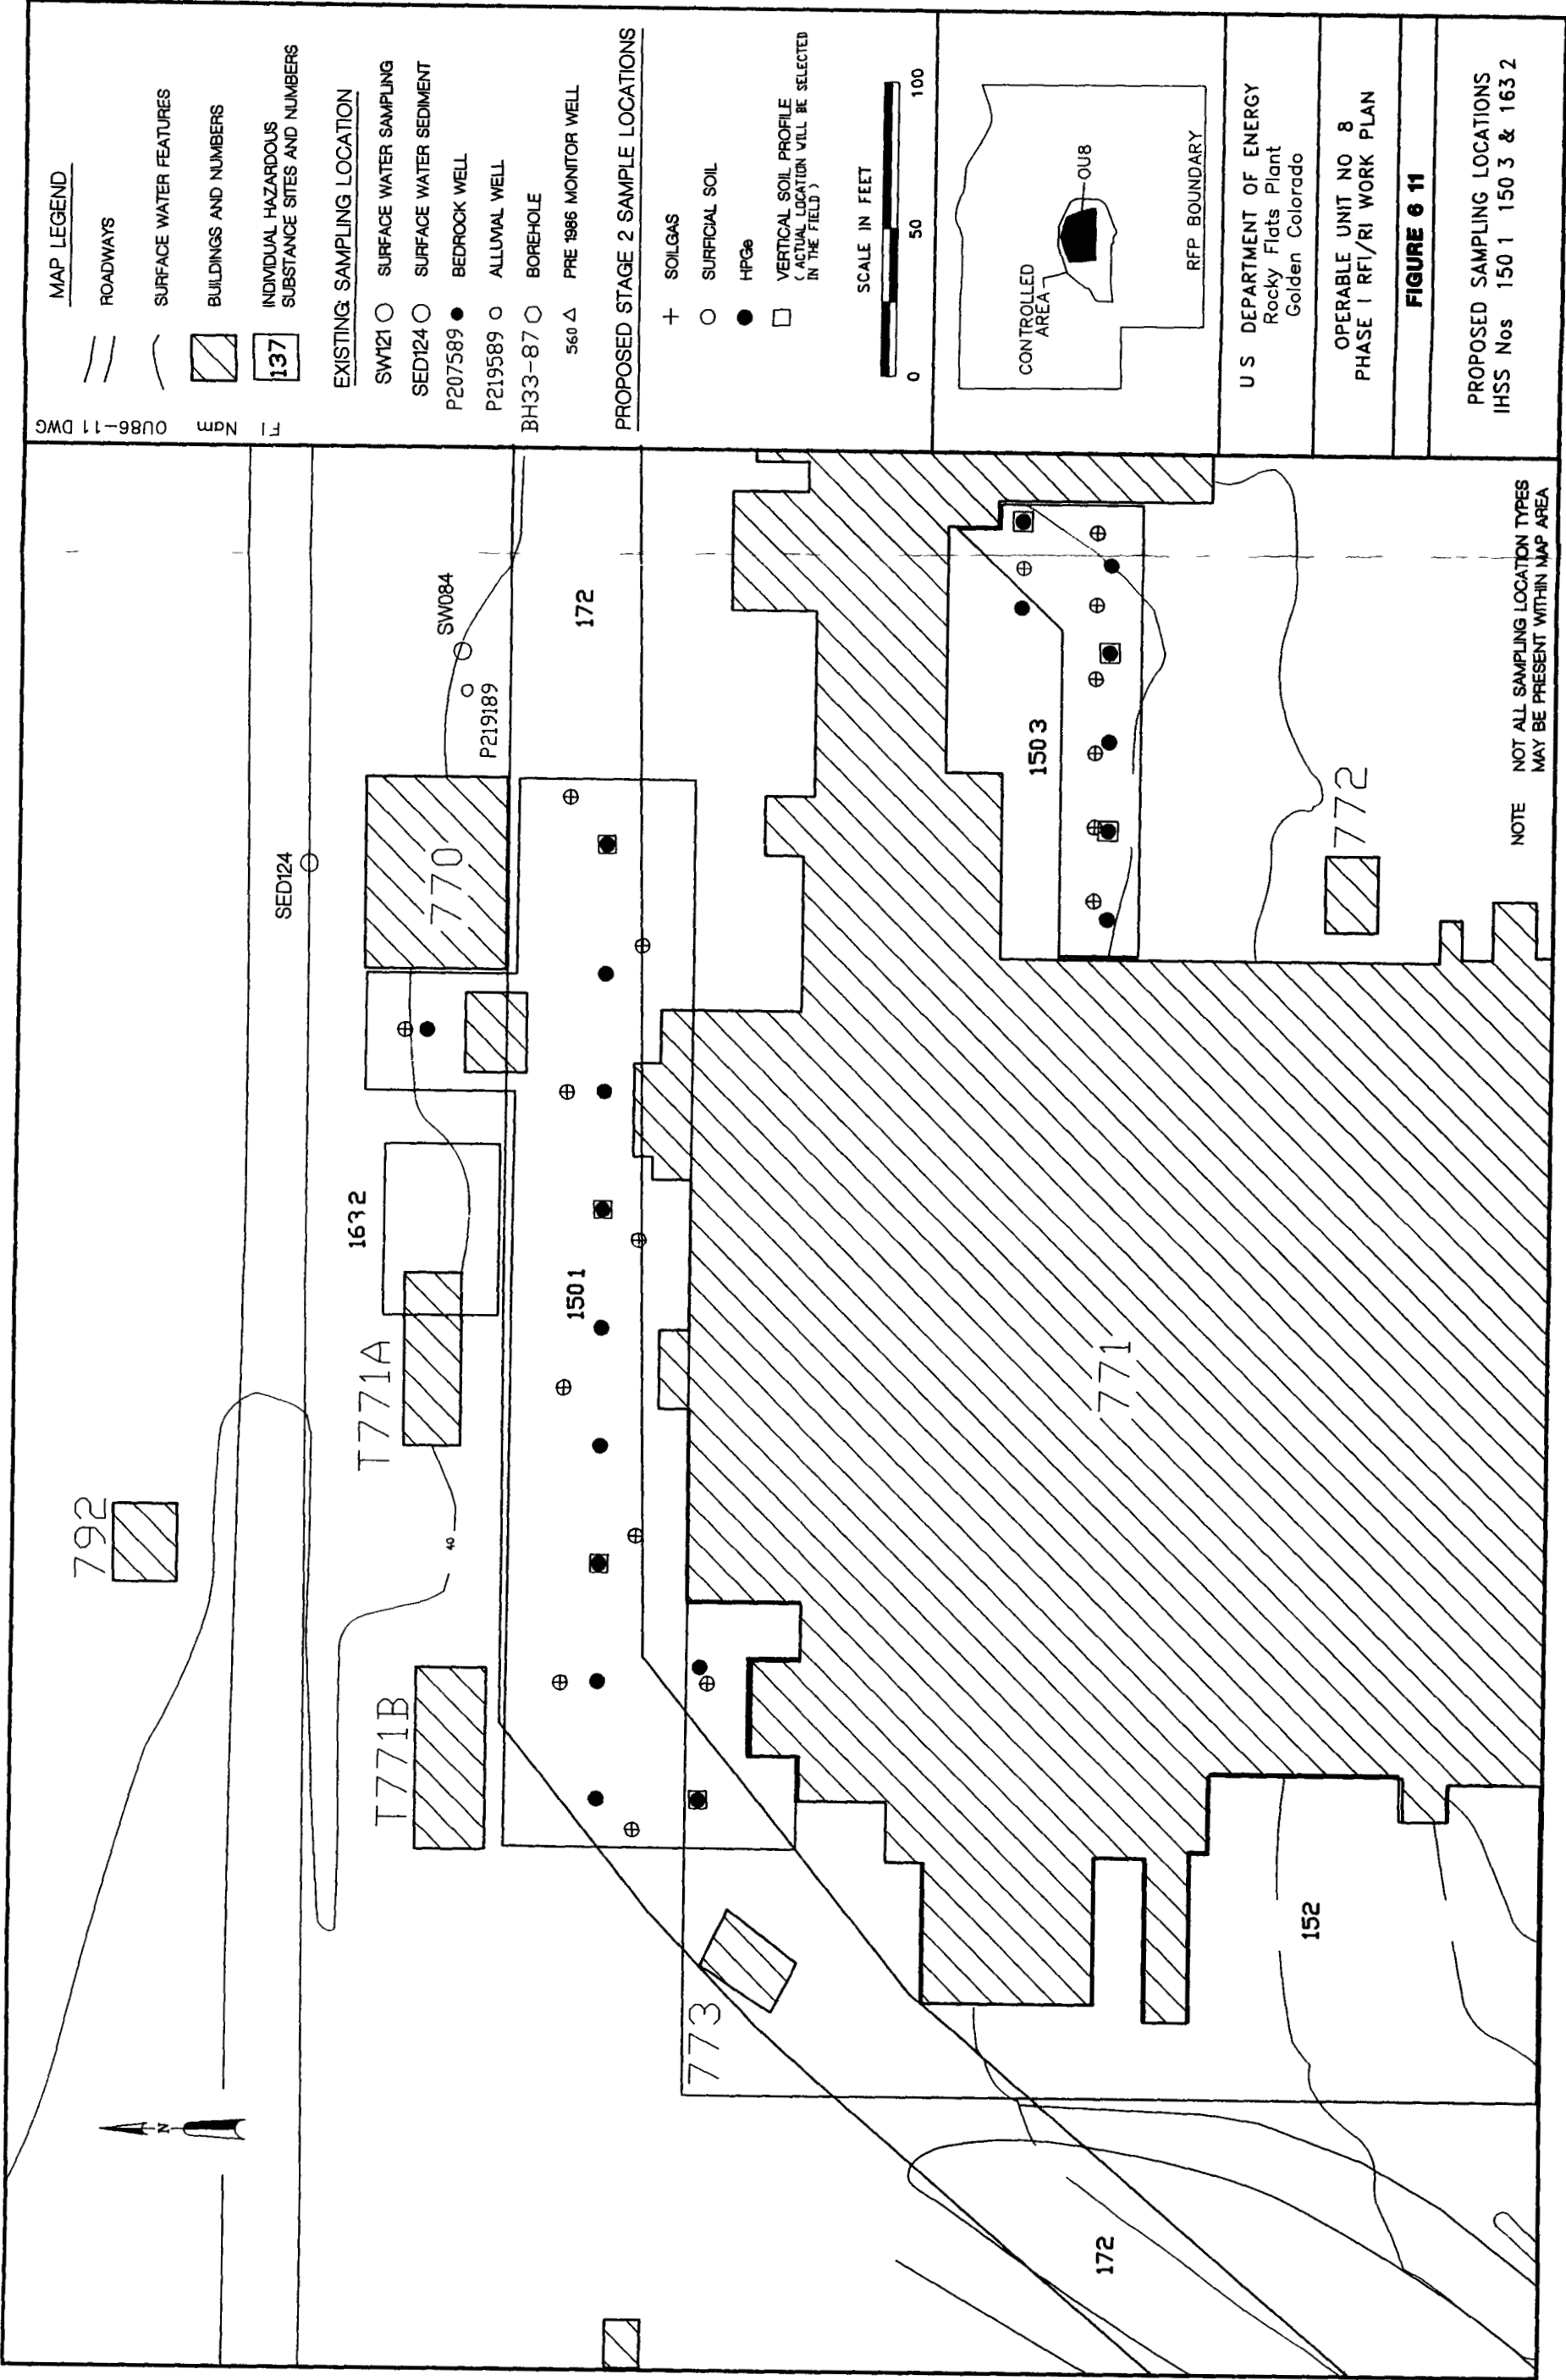 MAP LEGEND
ROADWAYS
SURFACE WATER FEATURES
BUILDINGS AND NUMBERS
137
INDIVIDUAL HAZARDOUS
SUBSTANCE SITES AND NUMBERS
EXISTING SAMPLING LOCATION
SW121 SURFACE WATER SAMPLING
SED124 SURFACE WATER SEDIMENT
P207589 BEDROCK WELL
P219589 ALLUVIAL WELL
BH33-87 BOREHOLE
560 PRE 1986 MONITOR WELL
PROPOSED STAGE 2 SAMPLE LOCATIONS
SOILGAS
SURFICIAL SOIL
HPGe
VERTICAL SOIL PROFILE
( ACTUAL LOCATION WILL BE SELECTED
IN THE FIELD )
SCALE IN FEET
0 50 100
CONTROLLED
AREA
OU8
RFP BOUNDARY
U S DEPARTMENT OF ENERGY
Rocky Flats Plant
Golden Colorado
OPERABLE UNIT NO 8
PHASE I RFI/RI WORK PLAN
FIGURE 6 11
PROPOSED SAMPLING LOCATIONS
IHSS Nos 150 1 150 3 & 163 2
Fl Nam OU86-11 DWG
792
N
SED124
SW084
P219189
770
172
163 2
T771A
T771B
40
150 1
150 3
773
771
772
152
172
NOTE NOT ALL SAMPLING LOCATION TYPES
MAY BE PRESENT WITHIN MAP AREA